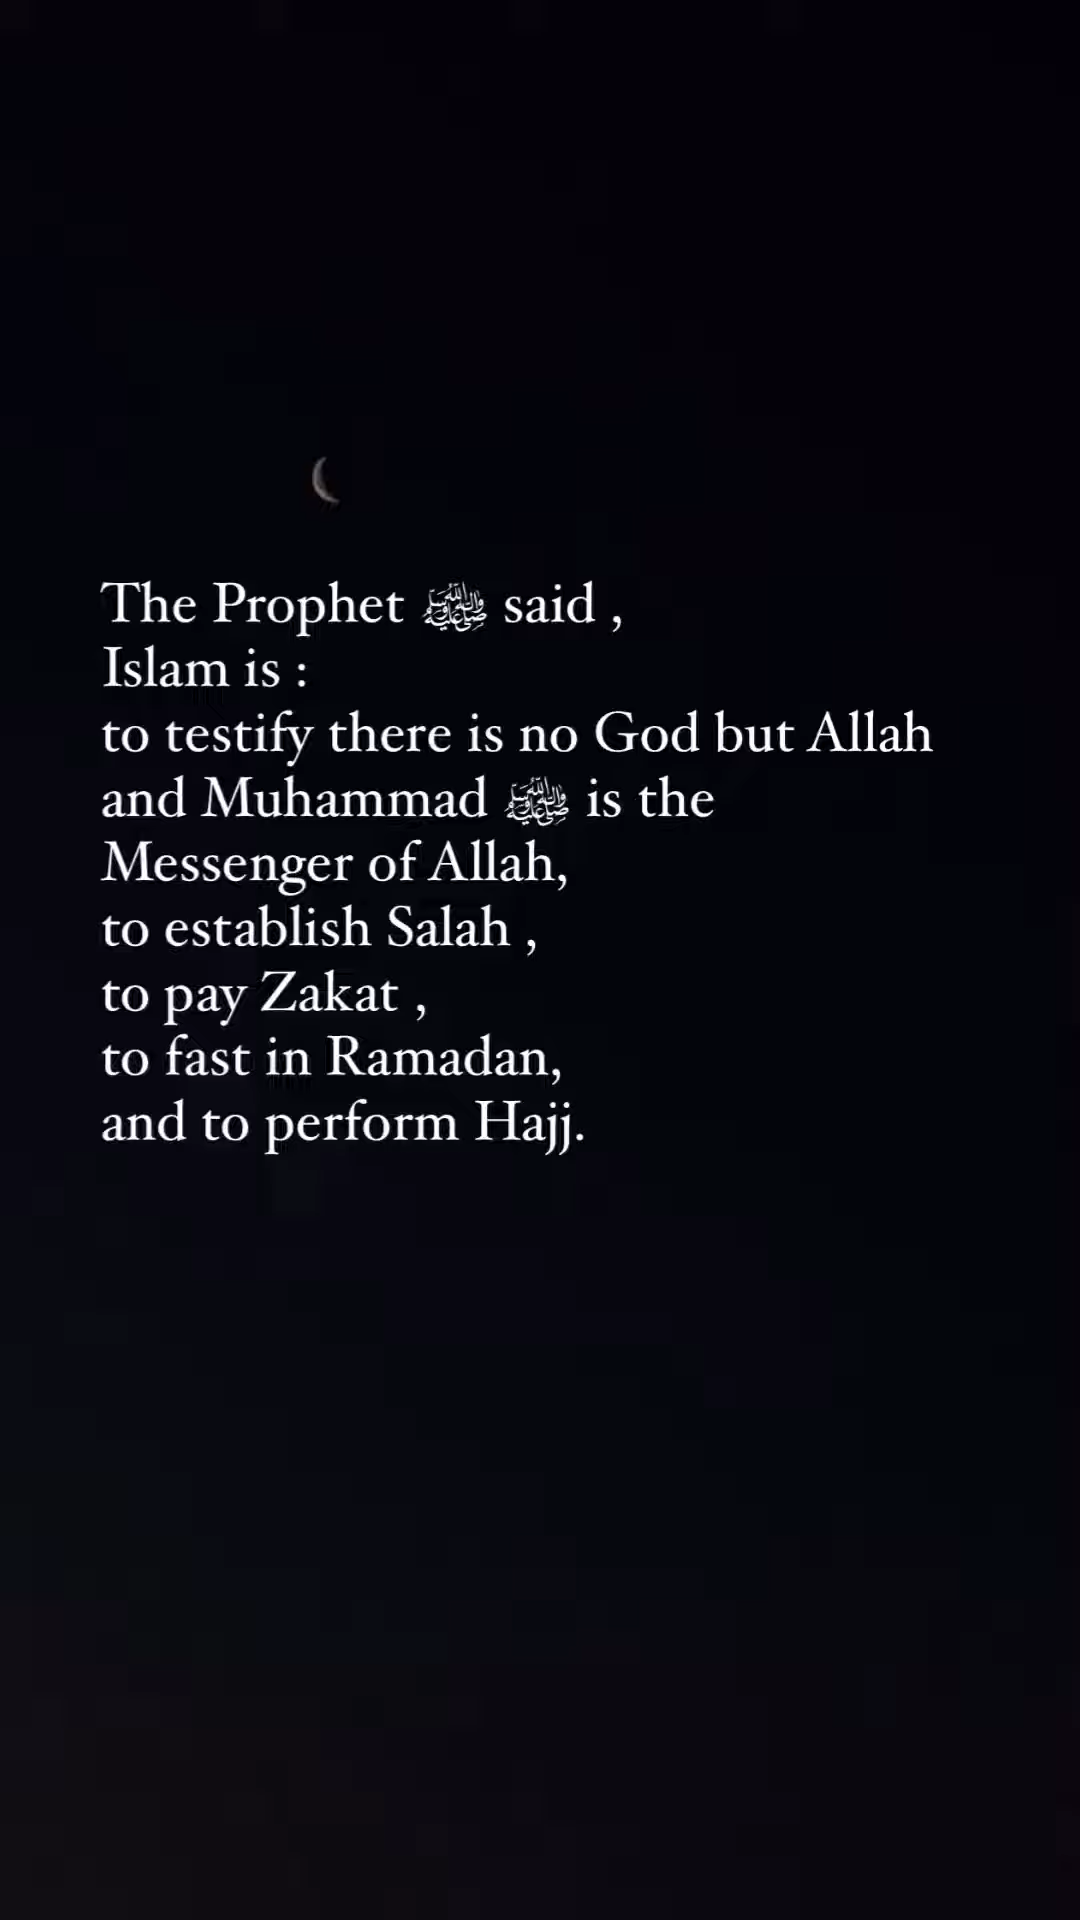 The Prophet ﷺ said ,
Islam is :
to testify there is no God but Allah
and Muhammad ﷺ is the
Messenger of Allah,
to establish Salah ,
to pay Zakat ,
to fast in Ramadan,
and to perform Hajj.